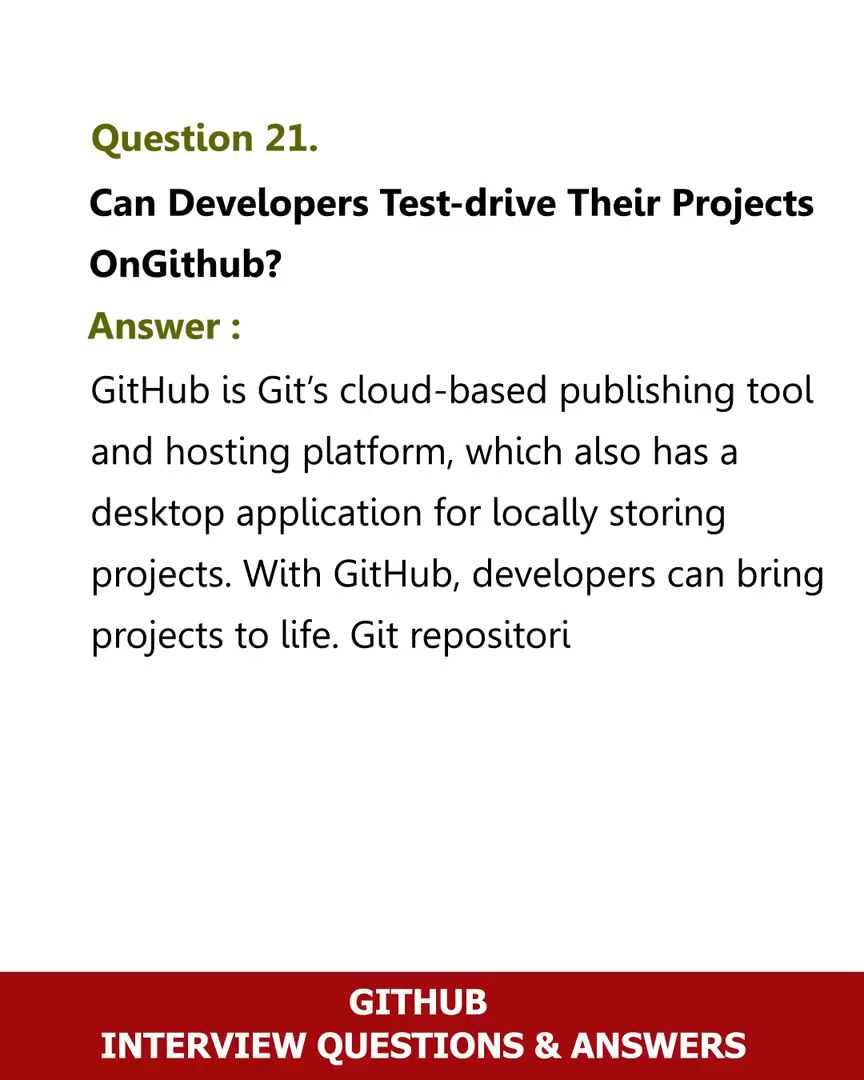 Question 21.
Can Developers Test-drive Their Projects
OnGithub?
Answer :
GitHub is Git’s cloud-based publishing tool
and hosting platform, which also has a
desktop application for locally storing
projects. With GitHub, developers can bring
projects to life. Git repositori
GITHUB
INTERVIEW QUESTIONS & ANSWERS